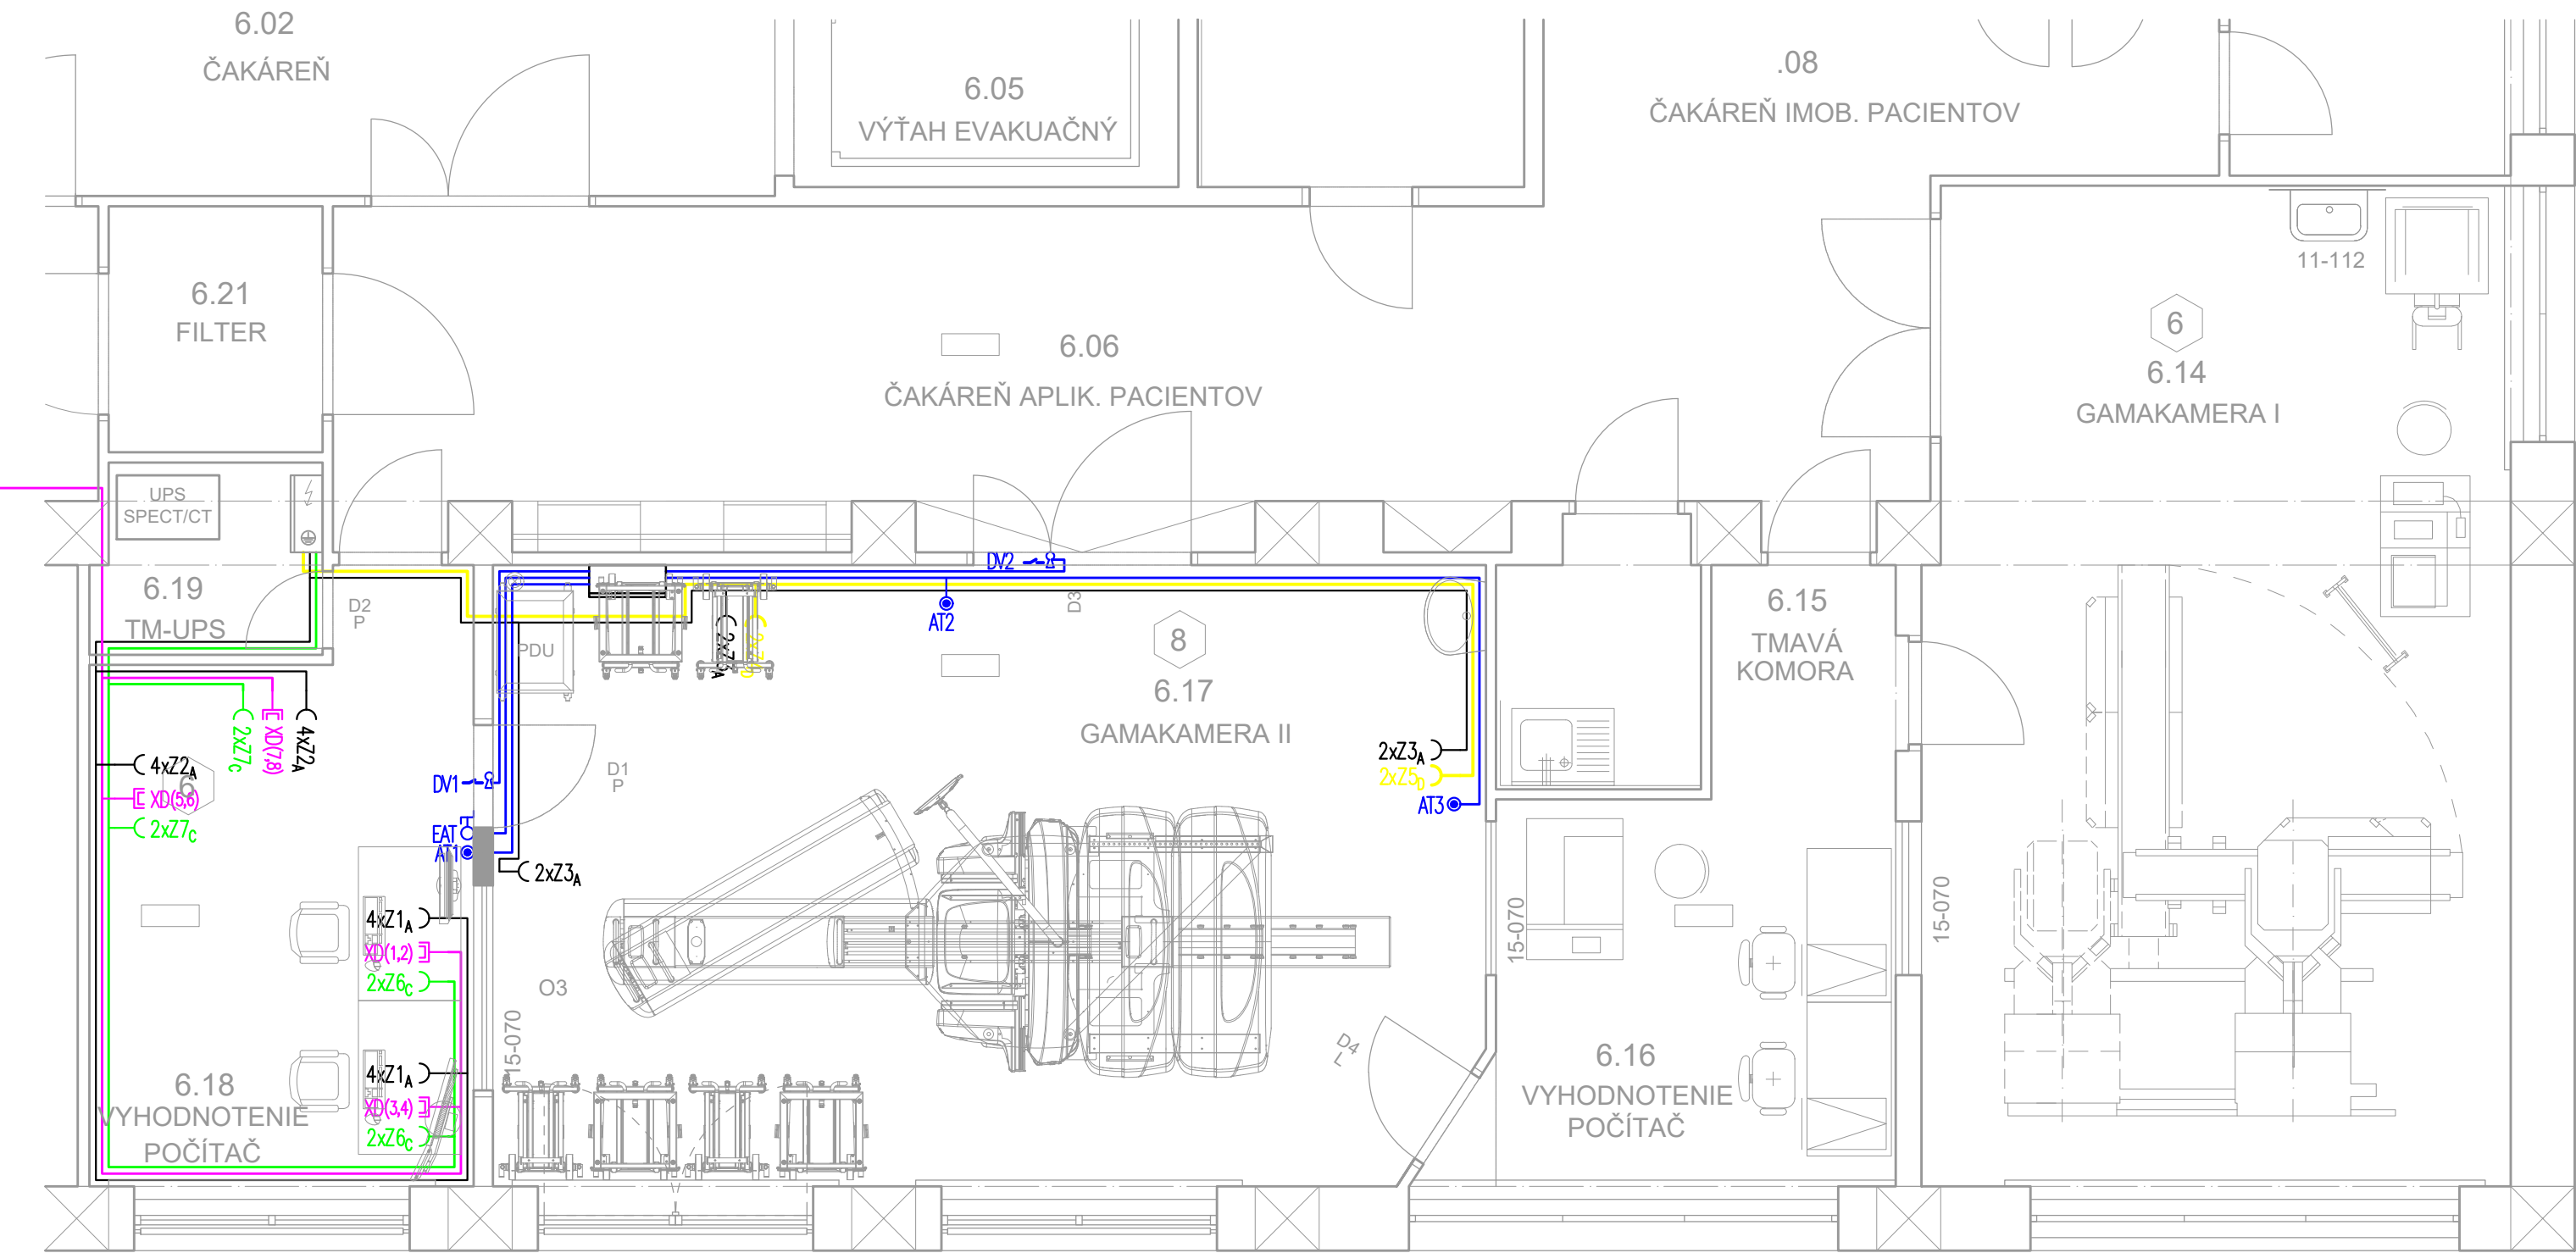 6.02
ČAKÁREŇ
6.05
VÝŤAH EVAKUAČNÝ
.08
ČAKÁREŇ IMOB. PACIENTOV
11-112
6.21
FILTER
6.06
ČAKÁREŇ APLIK. PACIENTOV
6
6.14
GAMAKAMERA I
UPS
SPECT/CT
6.19
TM-UPS
D2
P
PDU
DV2
AT2
D3
8
6.17
GAMAKAMERA II
6.15
TMAVÁ
KOMORA
2xZ7C
XD(7,8)
4xZ2A
4xZ2A
6
XD(5,6)
2xZ7C
DV1
D1
P
EAT
AT1
2xZ3A
2xZ3A
2xZ5D
AT3
4xZ1A
XD(1,2)
2xZ6C
O3
15-070
15-070
15-070
4xZ1A
XD(3,4)
2xZ6C
D4
L
6.18
VYHODNOTENIE
POČÍTAČ
6.16
VYHODNOTENIE
POČÍTAČ